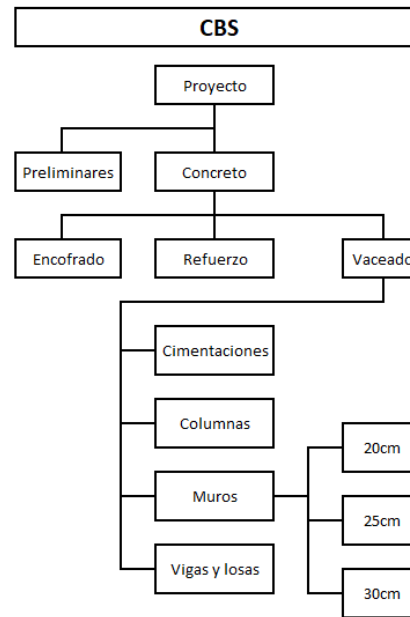 CBS
Proyecto
Preliminares
Concreto
Encofrado
Refuerzo
Vaceado
Cimentaciones
Columnas
20cm
Muros
25cm
Vigas y losas
30cm